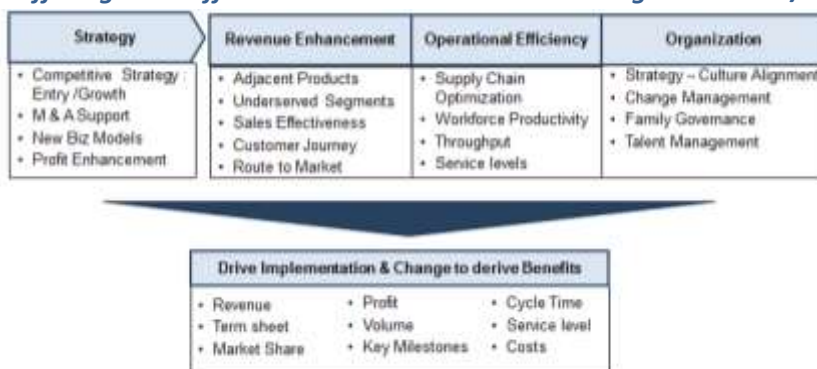 Strategy
• Competitive Strategy :
Entry /Growth
• M & A Support
• New Biz Models
• Profit Enhancement
Revenue Enhancement
• Adjacent Products
• Underserved Segments
• Sales Effectiveness
• Customer Journey
• Route to Market
Operational Efficiency
• Supply Chain
Optimization
• Workforce Productivity
• Throughput
• Service levels
Organization
• Strategy – Culture Alignment
• Change Management
• Family Governance
• Talent Management
Drive Implementation & Change to derive Benefits
• Revenue
• Term sheet
• Market Share
• Profit
• Volume
• Key Milestones
• Cycle Time
• Service level
• Costs